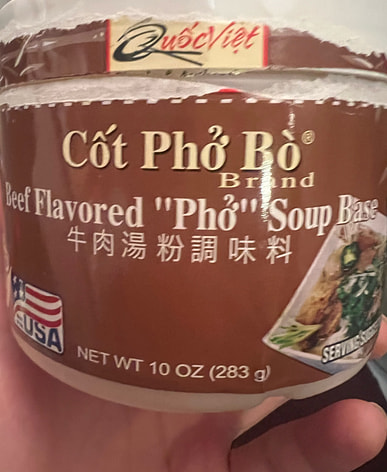 QuốcViệt
Cốt Phở Bò®
Brand
Beef Flavored "Phở" Soup Base
牛肉湯粉調味料
USA
NET WT 10 OZ (283 g)
SERVING